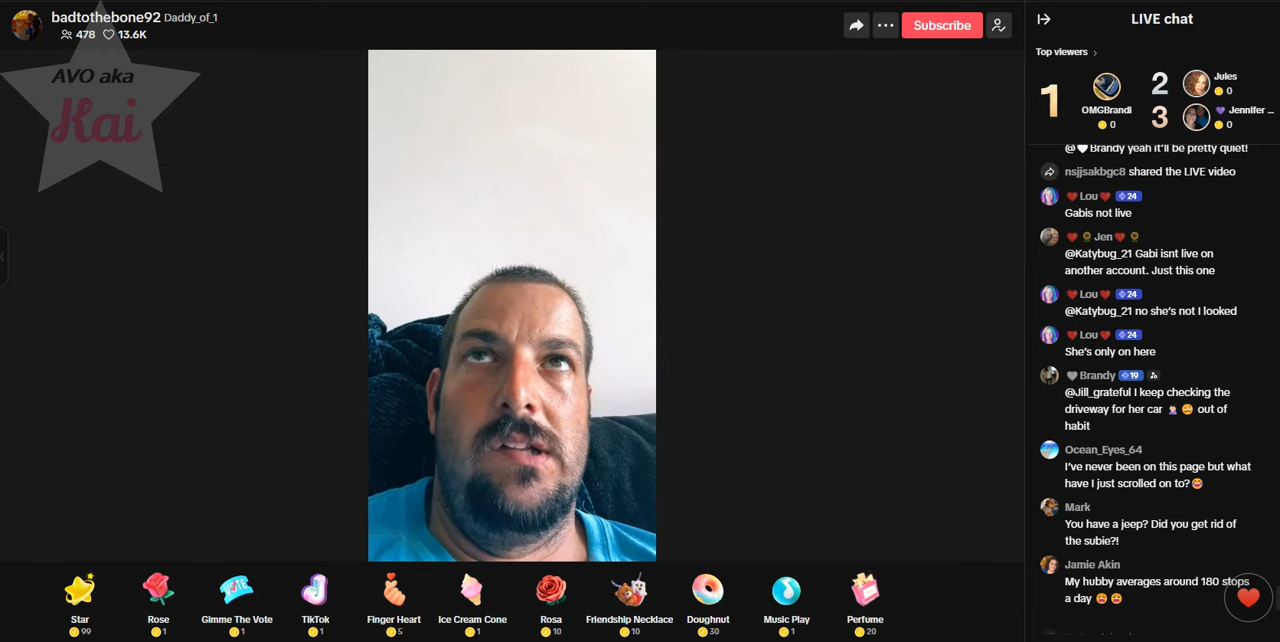 badtothebone92 Daddy_of_1
478 13.6K
Subscribe
AVO aka
Kai
LIVE chat
Top viewers
1
OMGBrandI
0
2
Jules
0
3
Jennifer ...
0
@🤍Brandy yeah it'll be pretty quiet!
nsjjsakbgc8 shared the LIVE video
❤️Lou❤️ 24
Gabis not live
❤️🌻Jen❤️🌻
@Katybug_21 Gabi isnt live on
another account. Just this one
❤️Lou❤️ 24
@Katybug_21 no she's not I looked
❤️Lou❤️ 24
She's only on here
🤍Brandy 19
@Jill_grateful I keep checking the
driveway for her car 🤦🏻‍♀️ 😩 out of
habit
Ocean_Eyes_64
I've never been on this page but what
have I just scrolled on to?
Mark
You have a jeep? Did you get rid of
the subie?!
Jamie Akin
My hubby averages around 180 stops
a day 😩 😩
Star
99
Rose
1
Gimme The Vote
1
TikTok
1
Finger Heart
5
Ice Cream Cone
1
Rosa
10
Friendship Necklace
10
Doughnut
30
Music Play
1
Perfume
20